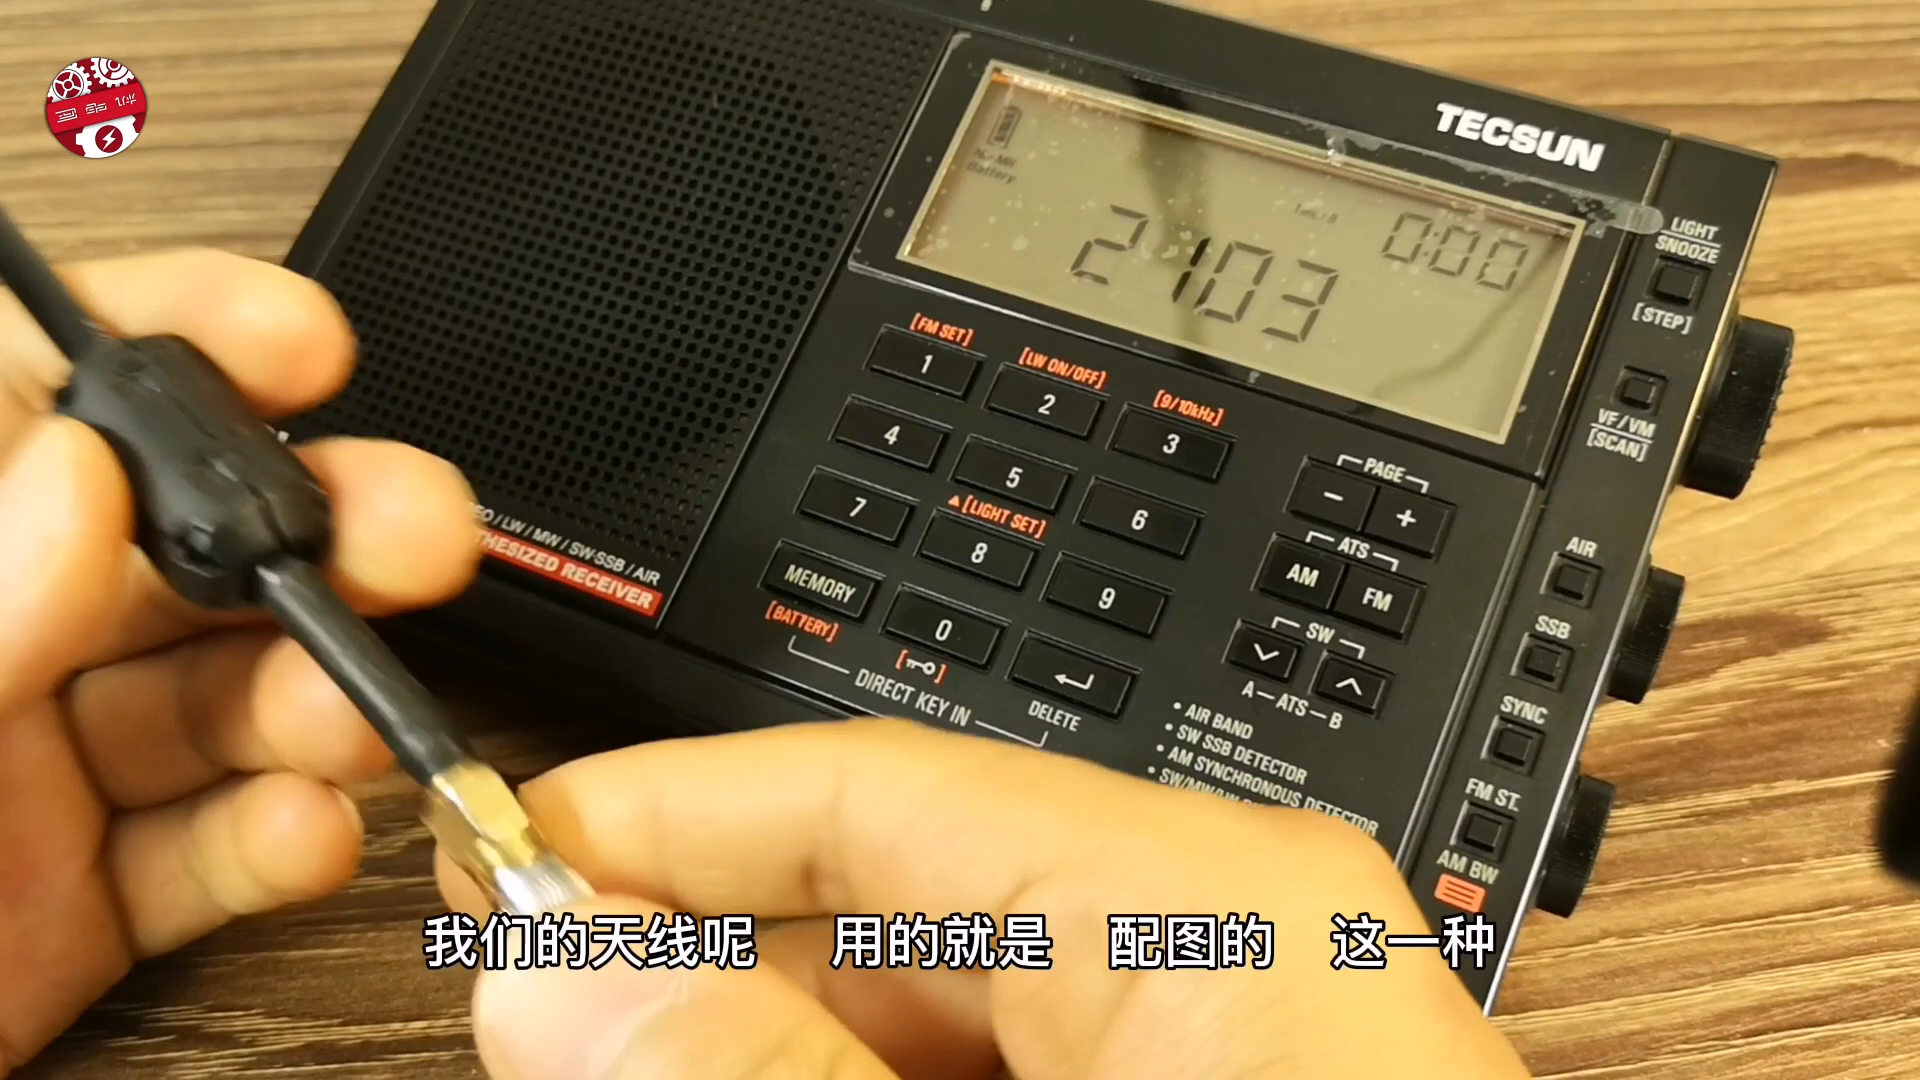 TECSUN
Ni-MH
Battery
0:00
2103
LIGHT
SNOOZE
[STEP]
VF/VM
[SCAN]
[FM SET]
1
[LW ON/OFF]
2
[9/10kHz]
3
4
5
6
7
▲[LIGHT SET]
8
9
MEMORY
[BATTERY]
0
DIRECT KEY IN
DELETE
PAGE
-
+
ATS
AM
FM
SW
A—ATS—B
AIR
SSB
SYNC
FM ST.
AM BW
• AIR BAND
• SW SSB DETECTOR
• AM SYNCHRONOUS DETECTOR
/ LW / MW / SW-SSB / AIR
RECEIVER
我们的天线呢 用的就是 配图的 这一种